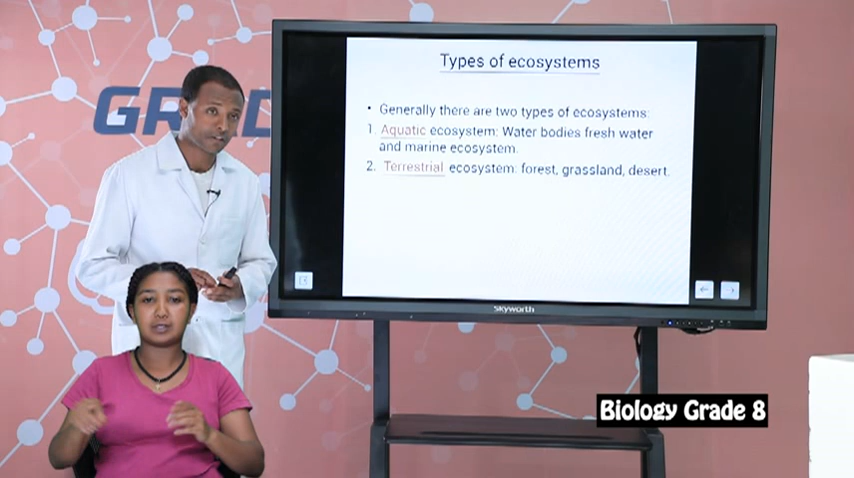 Types of ecosystems
• Generally there are two types of ecosystems:
1. Aquatic ecosystem: Water bodies fresh water
and marine ecosystem.
2. Terrestrial ecosystem: forest, grassland, desert.
Skyworth
Biology Grade 8